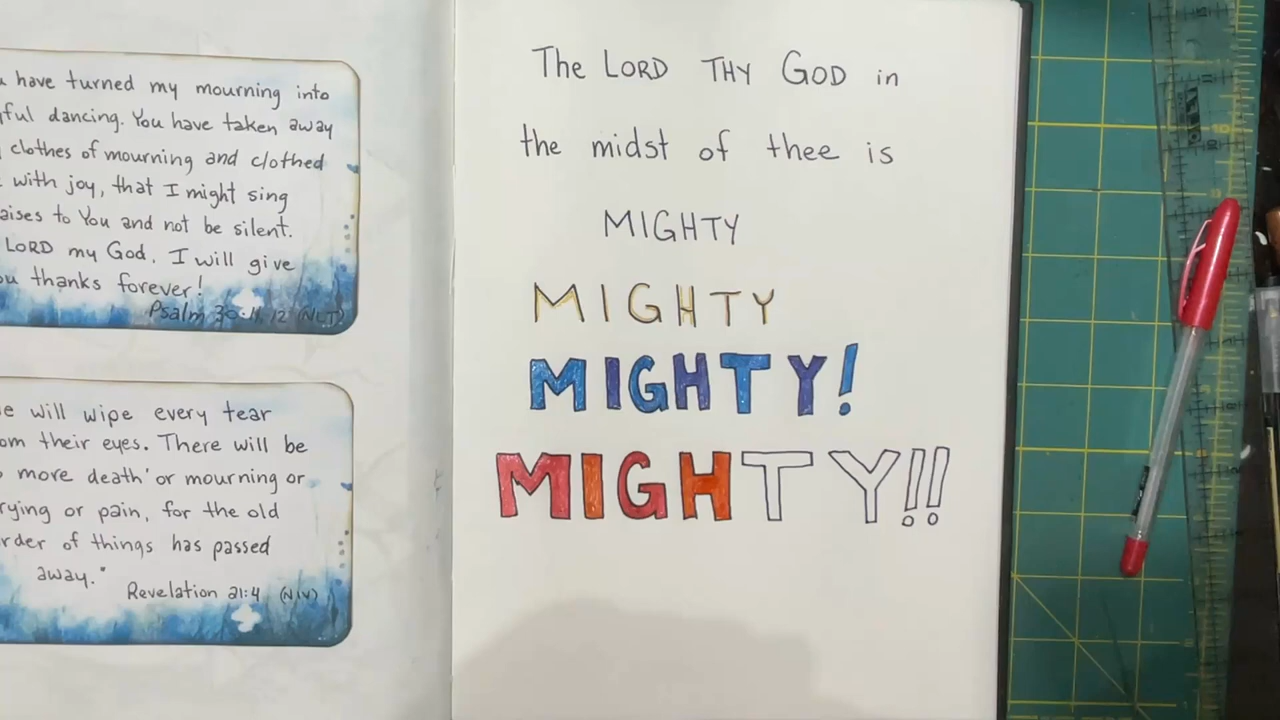 have turned my mourning into
ful dancing. You have taken away
clothes of mourning and clothed
with joy, that I might sing
aises to You and not be silent.
LORD my God, I will give
ou thanks forever!
Psalm 30:11, 12 (NLT)
e will wipe every tear
om their eyes. There will be
more death' or mourning or
rying or pain, for the old
rder of things has passed
away."
Revelation 21:4 (NIV)
The LORD THY GOD in
the midst of thee is
MIGHTY
MIGHTY
MIGHTY!
MIGHTY!!